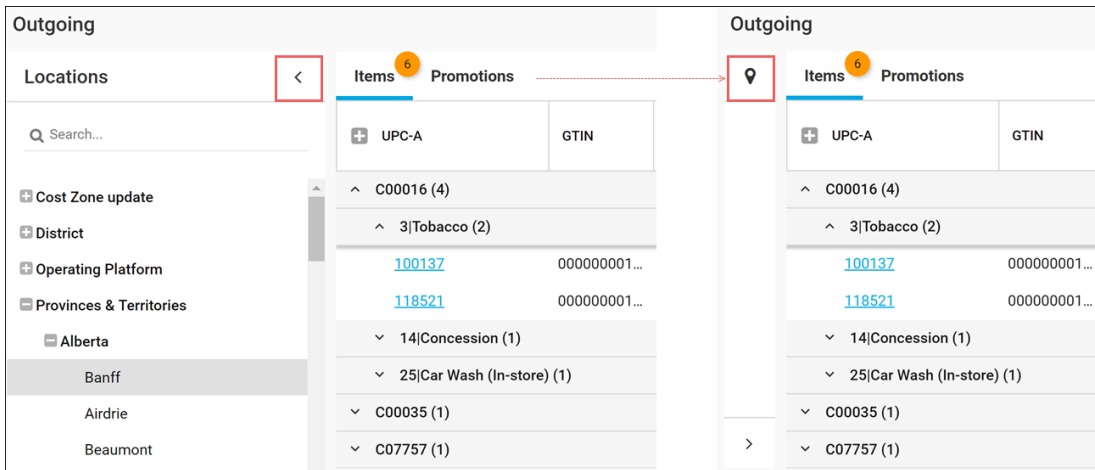 Outgoing
Locations
Search...
Cost Zone update
District
Operating Platform
Provinces & Territories
Alberta
Banff
Airdrie
Beaumont
Items 6 Promotions
UPC-A GTIN
C00016 (4)
3|Tobacco (2)
100137 000000001...
118521 000000001...
14|Concession (1)
25|Car Wash (In-store) (1)
C00035 (1)
C07757 (1)
Outgoing
Items 6 Promotions
UPC-A GTIN
C00016 (4)
3|Tobacco (2)
100137 000000001...
118521 000000001...
14|Concession (1)
25|Car Wash (In-store) (1)
C00035 (1)
C07757 (1)